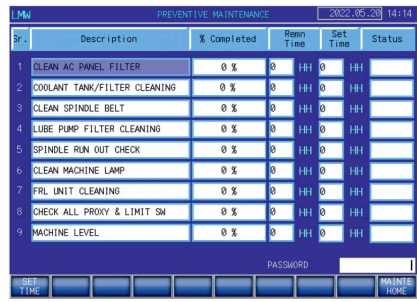 LMW PREVENTIVE MAINTENANCE 2022.05.20 14:14
Sr. Description % Completed Remn Time Set Time Status
1 CLEAN AC PANEL FILTER 0 % 0 HH 0 HH
2 COOLANT TANK/FILTER CLEANING 0 % 0 HH 0 HH
3 CLEAN SPINDLE BELT 0 % 0 HH 0 HH
4 LUBE PUMP FILTER CLEANING 0 % 0 HH 0 HH
5 SPINDLE RUN OUT CHECK 0 % 0 HH 0 HH
6 CLEAN MACHINE LAMP 0 % 0 HH 0 HH
7 FRL UNIT CLEANING 0 % 0 HH 0 HH
8 CHECK ALL PROXY & LIMIT SW 0 % 0 HH 0 HH
9 MACHINE LEVEL 0 % 0 HH 0 HH
PASSWORD
SET TIME MAINTE HOME